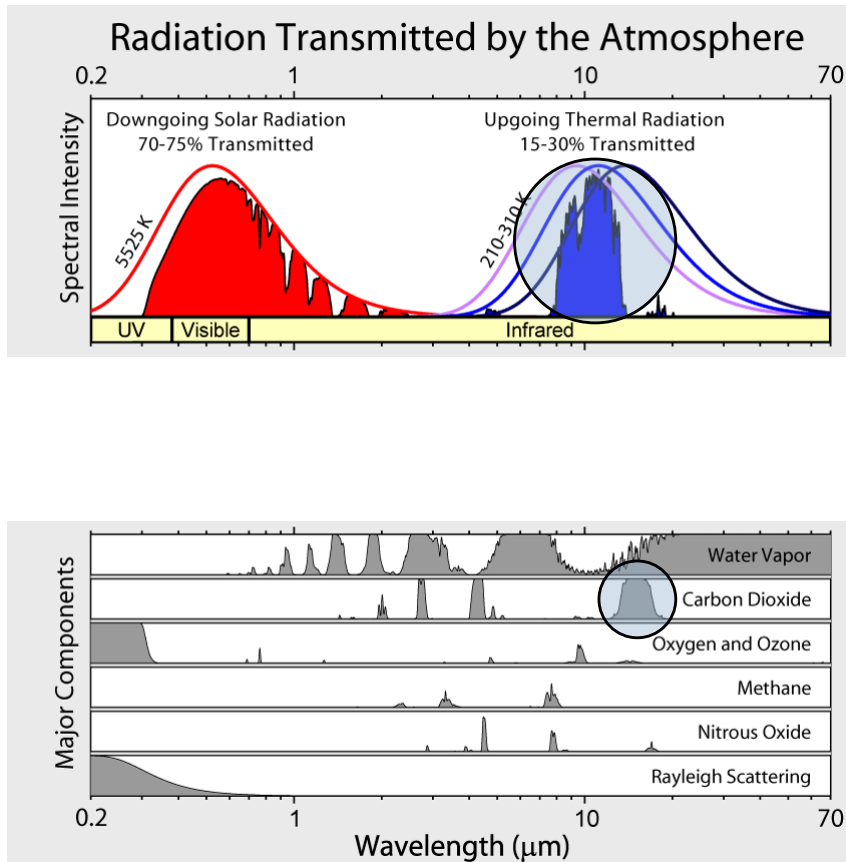 Radiation Transmitted by the Atmosphere
0.2 1 10 70
Spectral Intensity
Downgoing Solar Radiation
70-75% Transmitted
Upgoing Thermal Radiation
15-30% Transmitted
5525 K
210-310 K
UV Visible Infrared
Major Components
Water Vapor
Carbon Dioxide
Oxygen and Ozone
Methane
Nitrous Oxide
Rayleigh Scattering
0.2 1 10 70
Wavelength (μm)